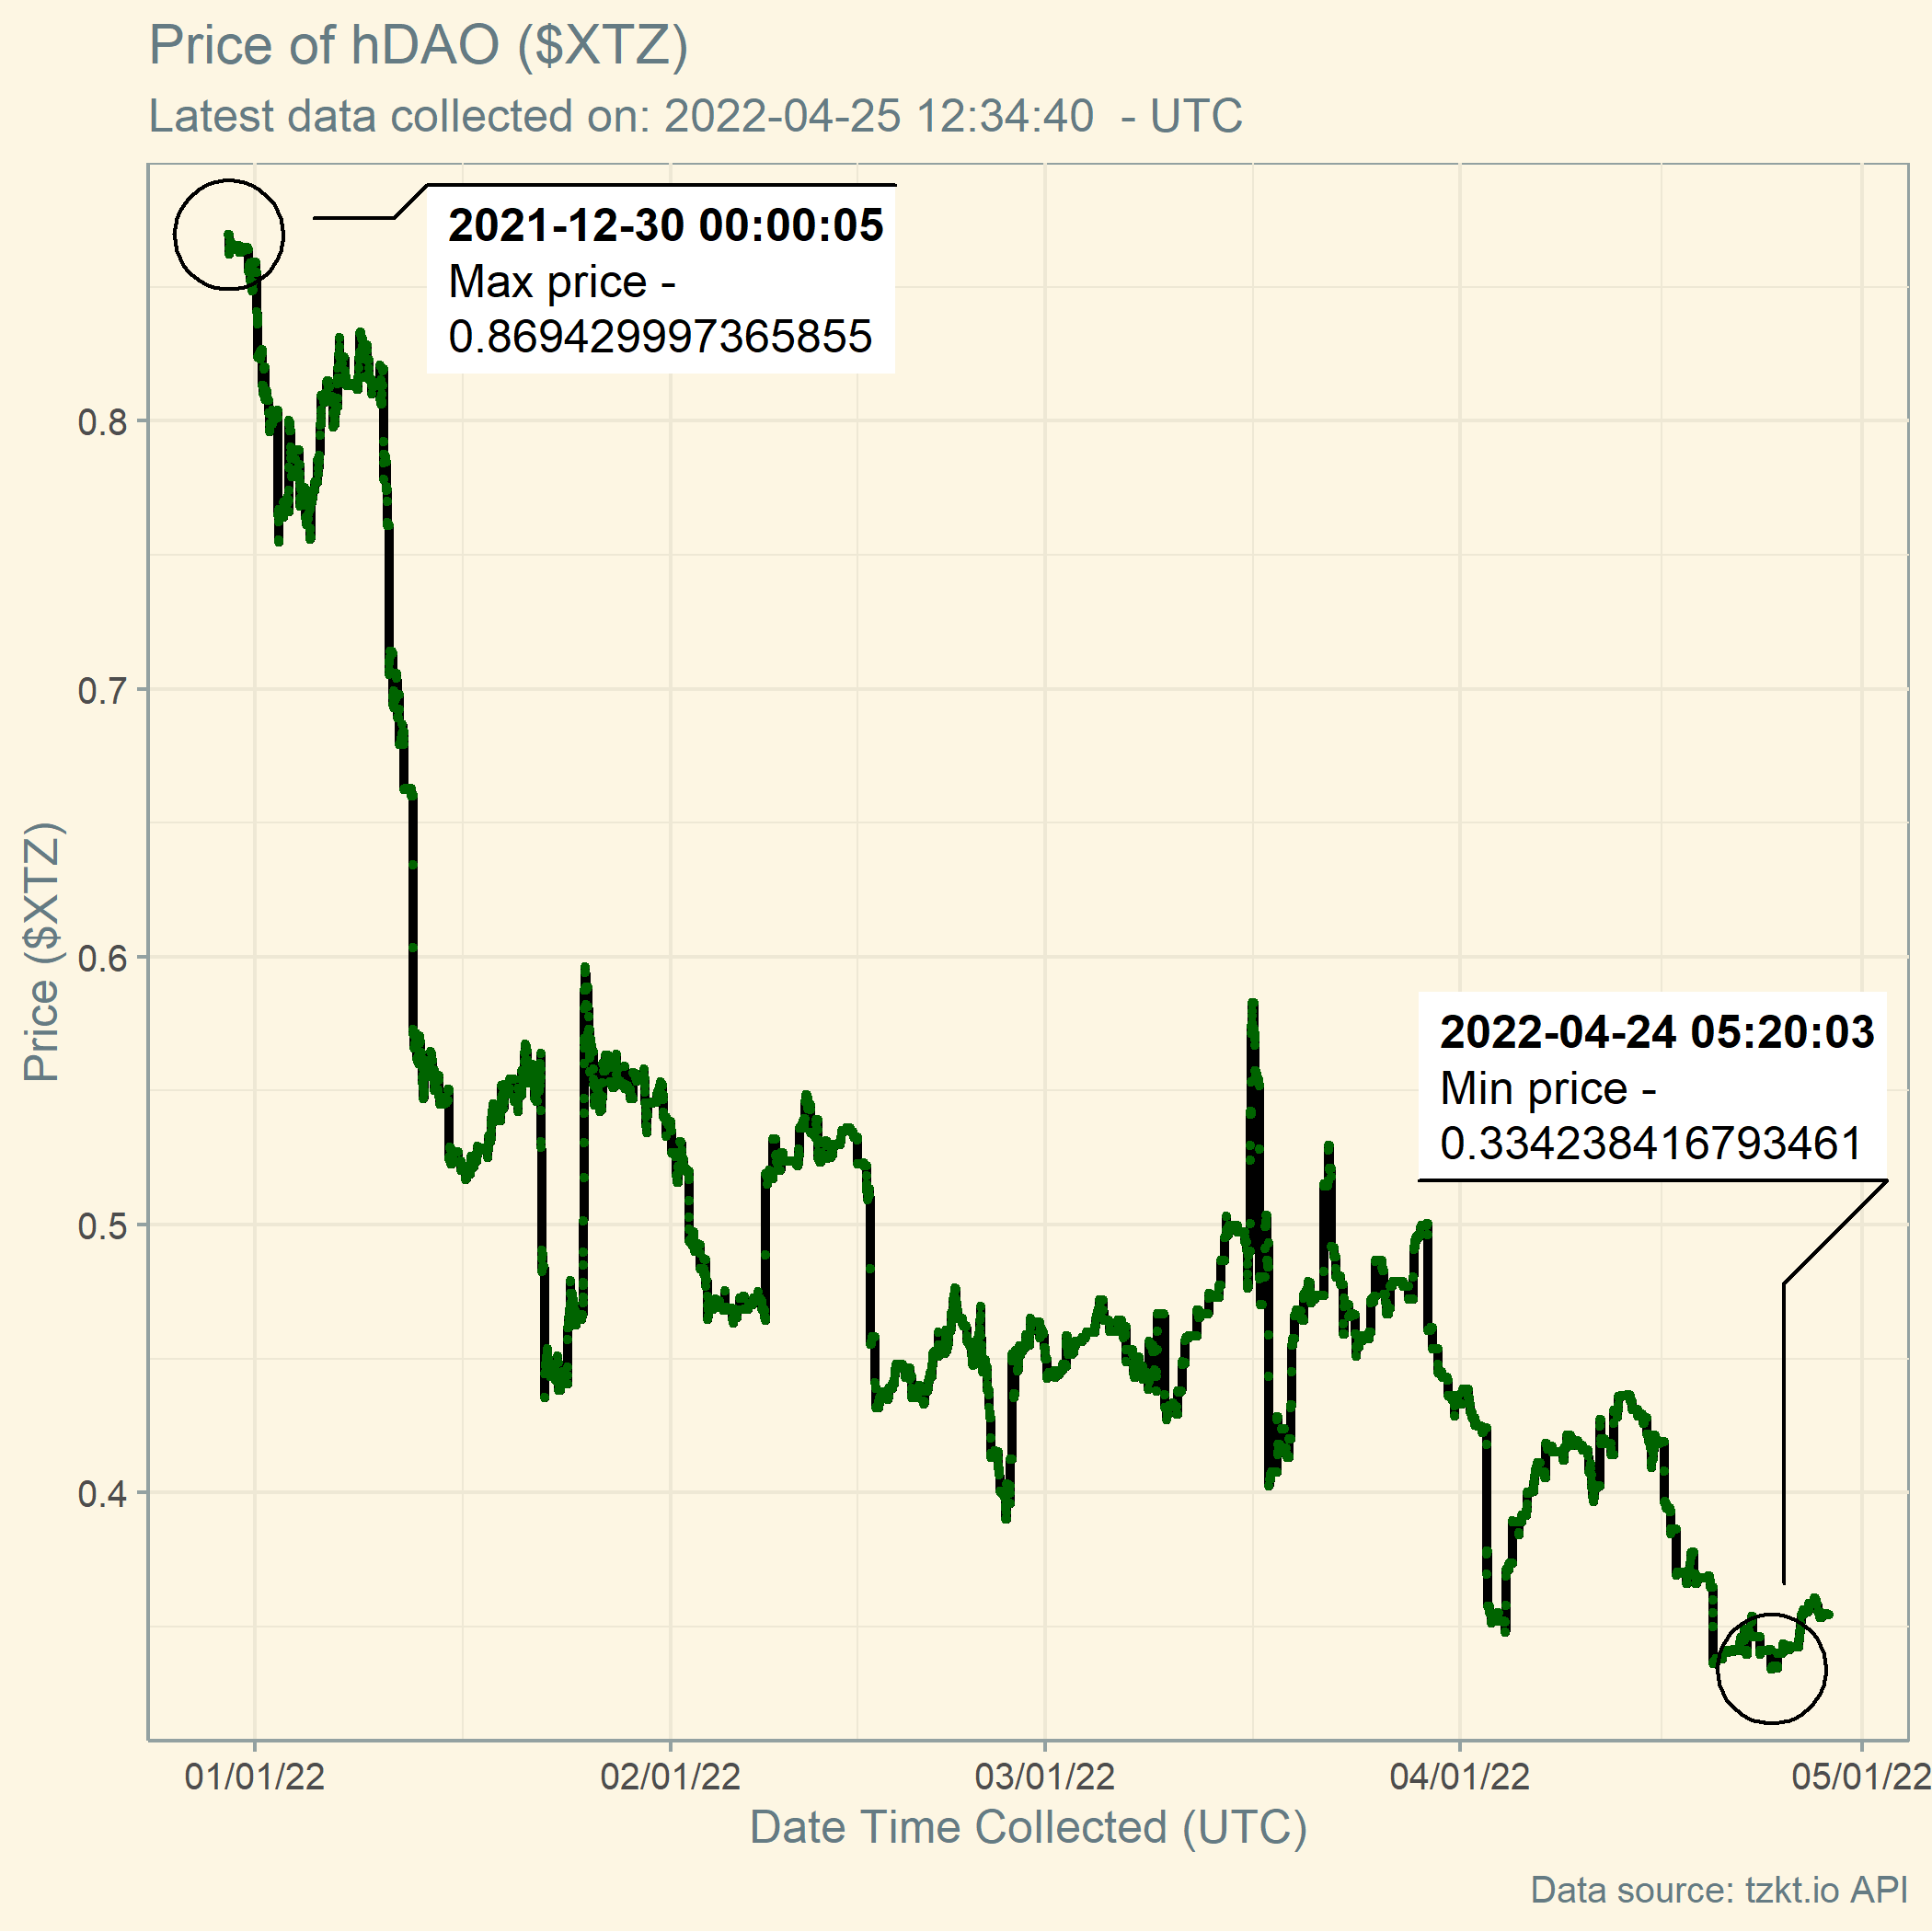 Price of hDAO ($XTZ)
Latest data collected on: 2022-04-25 12:34:40  - UTC
2021-12-30 00:00:05
Max price -
0.869429997365855
2022-04-24 05:20:03
Min price -
0.334238416793461
Price ($XTZ)
0.8
0.7
0.6
0.5
0.4
01/01/22 02/01/22 03/01/22 04/01/22 05/01/22
Date Time Collected (UTC)
Data source: tzkt.io API